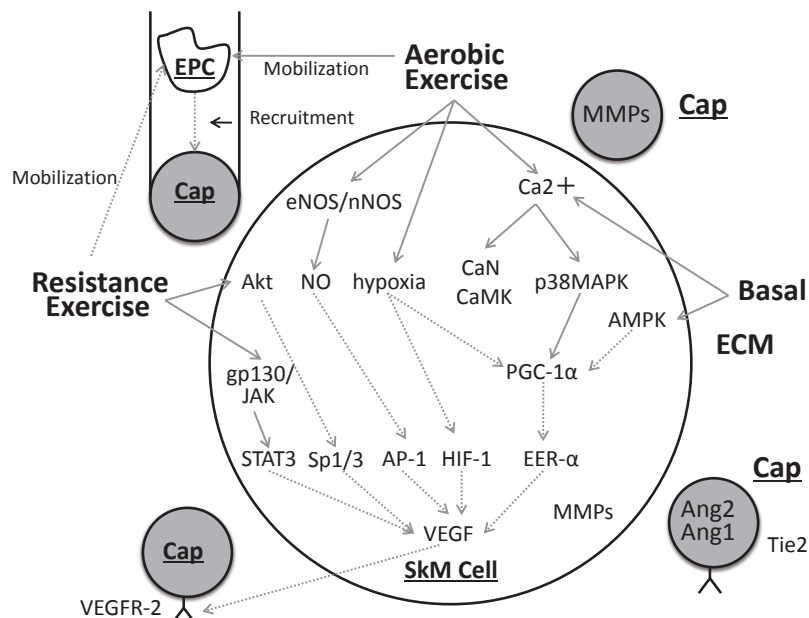 EPC
Mobilization
Aerobic
Exercise
MMPs
Cap
Recruitment
Mobilization
Cap
eNOS/nNOS
Ca2+
Resistance
Exercise
Akt
NO
hypoxia
CaN
CaMK
p38MAPK
Basal
AMPK
ECM
gp130/
JAK
PGC-1α
STAT3
Sp1/3
AP-1
HIF-1
EER-α
Cap
MMPs
Ang2
Ang1
Tie2
VEGF
Cap
SkM Cell
VEGFR-2